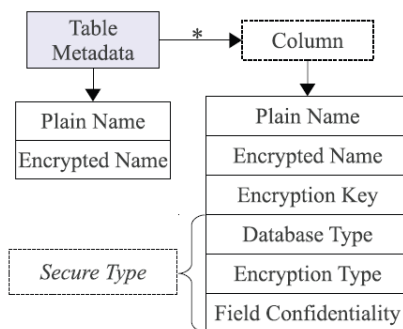 Table
Metadata
*
Column
Plain Name
Encrypted Name
Plain Name
Encrypted Name
Encryption Key
Database Type
Encryption Type
Field Confidentiality
Secure Type